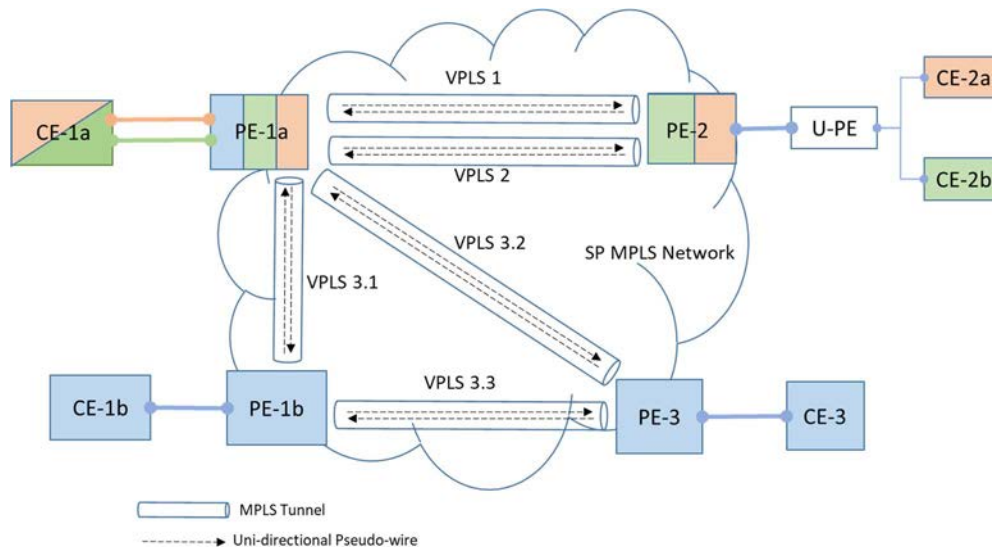 VPLS 1
CE-2a
CE-1a
PE-1a
PE-2
U-PE
VPLS 2
CE-2b
VPLS 3.2
SP MPLS Network
VPLS 3.1
CE-1b
PE-1b
VPLS 3.3
PE-3
CE-3
MPLS Tunnel
Uni-directional Pseudo-wire